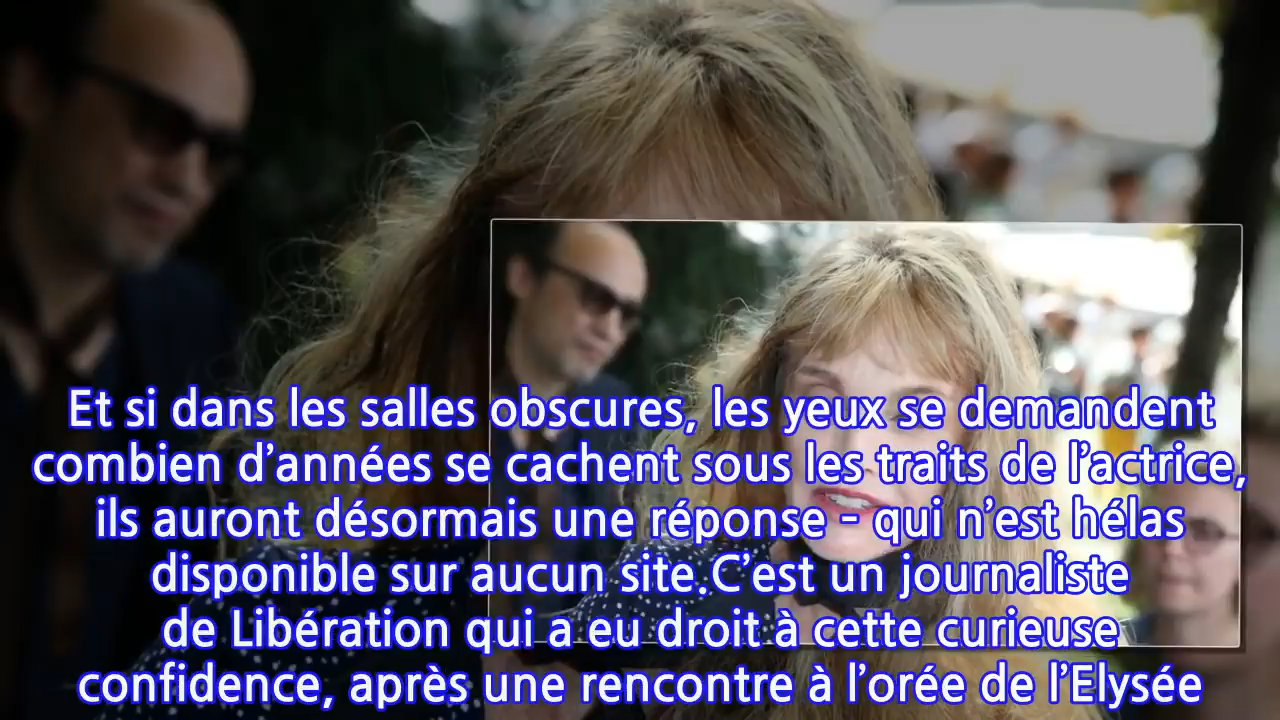 Et si dans les salles obscures, les yeux se demandent
combien d’années se cachent sous les traits de l’actrice,
ils auront désormais une réponse - qui n’est hélas
disponible sur aucun site.C’est un journaliste
de Libération qui a eu droit à cette curieuse
confidence, après une rencontre à l’orée de l’Elysée